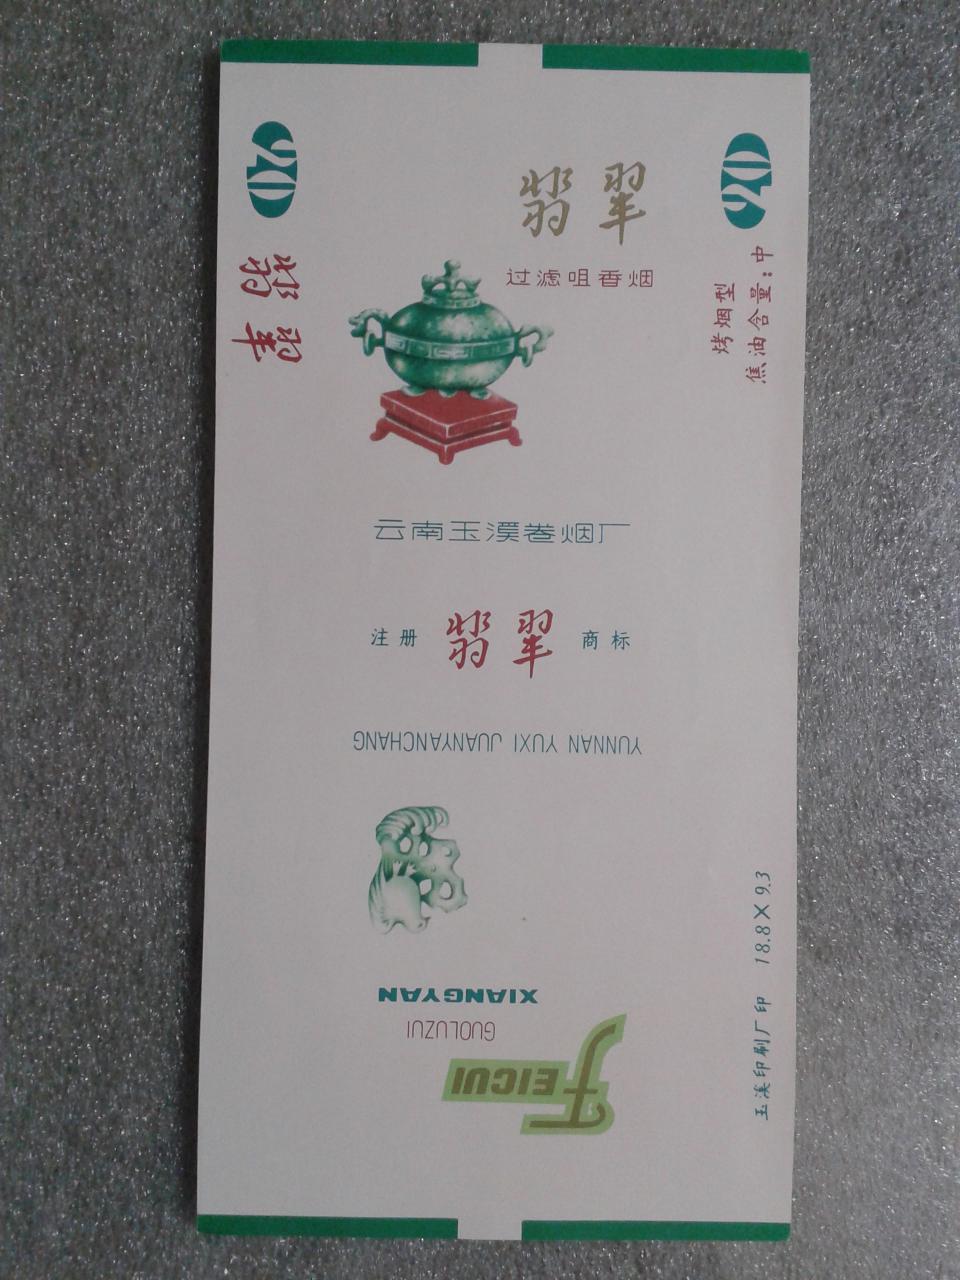 翡翠
过滤咀香烟
20
翡翠
20
烤烟型
焦油含量:中
云南玉溪卷烟厂
注册 翡翠 商标
YUNNAN YUXI JUANYANCHANG
FEICUI
GUOLUZUI
XIANGYAN
玉溪印刷厂印 18.8×9.3